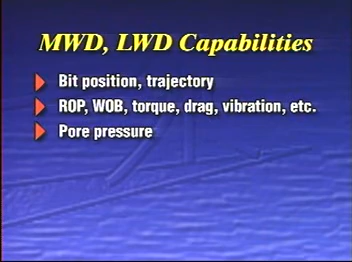 MWD, LWD Capabilities
Bit position, trajectory
ROP, WOB, torque, drag, vibration, etc.
Pore pressure